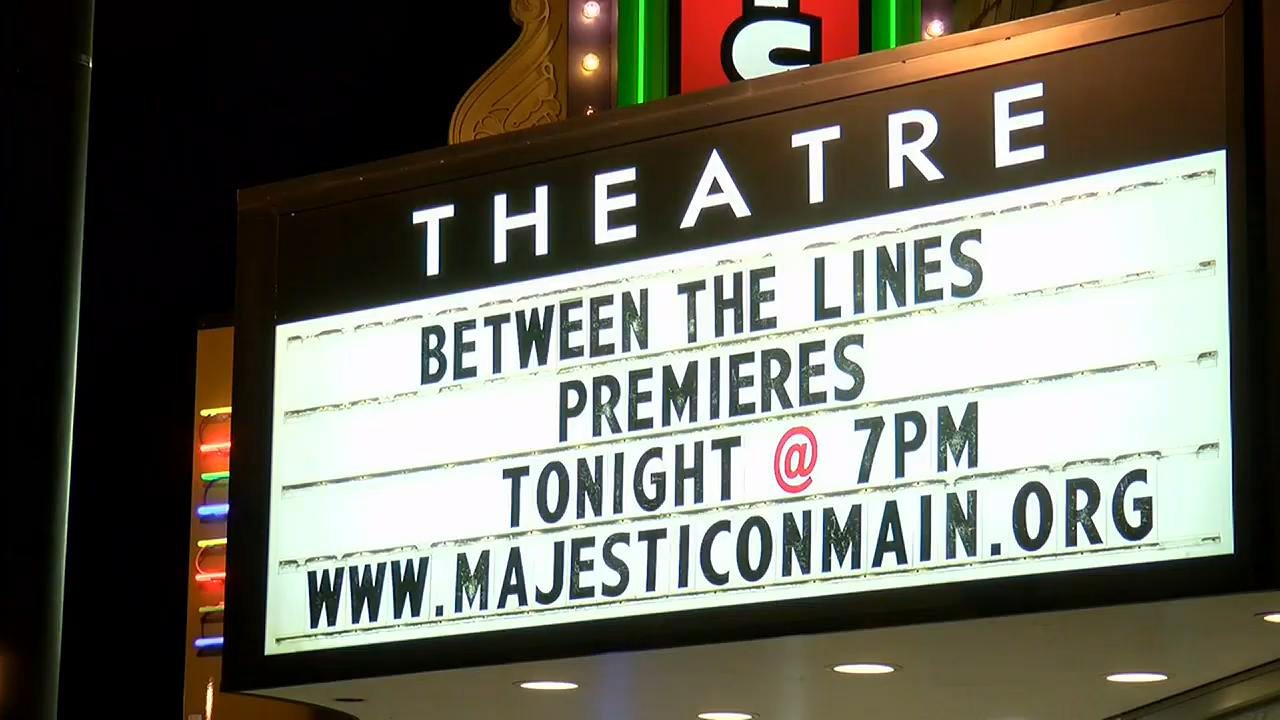 THEATRE
BETWEEN THE LINES
PREMIERES
TONIGHT @ 7PM
WWW.MAJESTICONMAIN.ORG